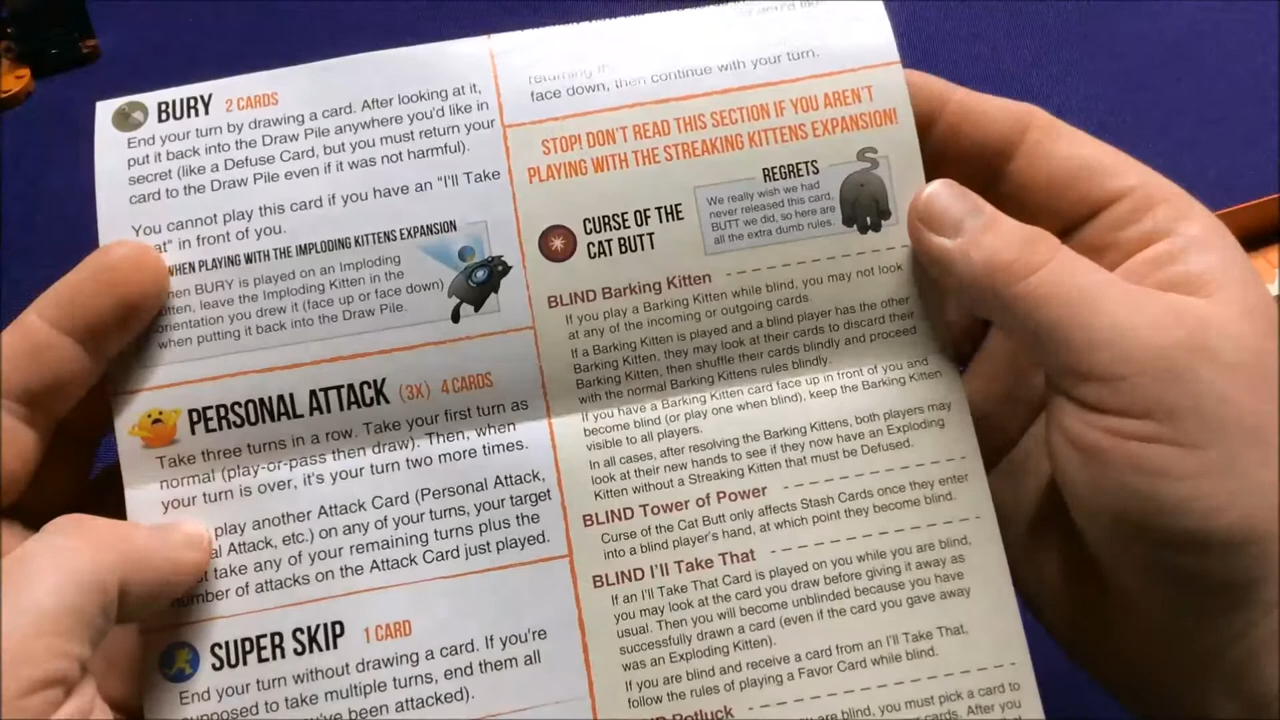 BURY 2 CARDS
End your turn by drawing a card. After looking at it,
put it back into the Draw Pile anywhere you'd like in
secret (like a Defuse Card, but you must return your
card to the Draw Pile even if it was not harmful).
You cannot play this card if you have an "I'll Take
at" in front of you.
WHEN PLAYING WITH THE IMPLODING KITTENS EXPANSION
hen BURY is played on an Imploding
itten, leave the Imploding Kitten in the
orientation you drew it (face up or face down)
when putting it back into the Draw Pile.
PERSONAL ATTACK (3X) 4 CARDS
Take three turns in a row. Take your first turn as
normal (play-or-pass then draw). Then, when
your turn is over, it's your turn two more times.
play another Attack Card (Personal Attack,
al Attack, etc.) on any of your turns, your target
take any of your remaining turns plus the
number of attacks on the Attack Card just played.
SUPER SKIP 1 CARD
End your turn without drawing a card. If you're
supposed to take multiple turns, end them all
've been attacked).
returning
face down, then continue with your turn.
STOP! DON'T READ THIS SECTION IF YOU AREN'T
PLAYING WITH THE STREAKING KITTENS EXPANSION!
CURSE OF THE
CAT BUTT
REGRETS
We really wish we had
never released this card,
BUTT we did, so here are
all the extra dumb rules.
BLIND Barking Kitten
If you play a Barking Kitten while blind, you may not look
at any of the incoming or outgoing cards.
If a Barking Kitten is played and a blind player has the other
Barking Kitten, they may look at their cards to discard their
Barking Kitten, then shuffle their cards blindly and proceed
with the normal Barking Kittens rules blindly.
If you have a Barking Kitten card face up in front of you and
become blind (or play one when blind), keep the Barking Kitten
visible to all players.
In all cases, after resolving the Barking Kittens, both players may
look at their new hands to see if they now have an Exploding
Kitten without a Streaking Kitten that must be Defused.
BLIND Tower of Power
Curse of the Cat Butt only affects Stash Cards once they enter
into a blind player's hand, at which point they become blind.
BLIND I'll Take That
If an I'll Take That Card is played on you while you are blind,
you may look at the card you draw before giving it away as
usual. Then you will become unblinded because you have
successfully drawn a card (even if the card you gave away
was an Exploding Kitten).
If you are blind and receive a card from an I'll Take That,
follow the rules of playing a Favor Card while blind.
Potluck
are blind, you must pick a card to
cards. After you